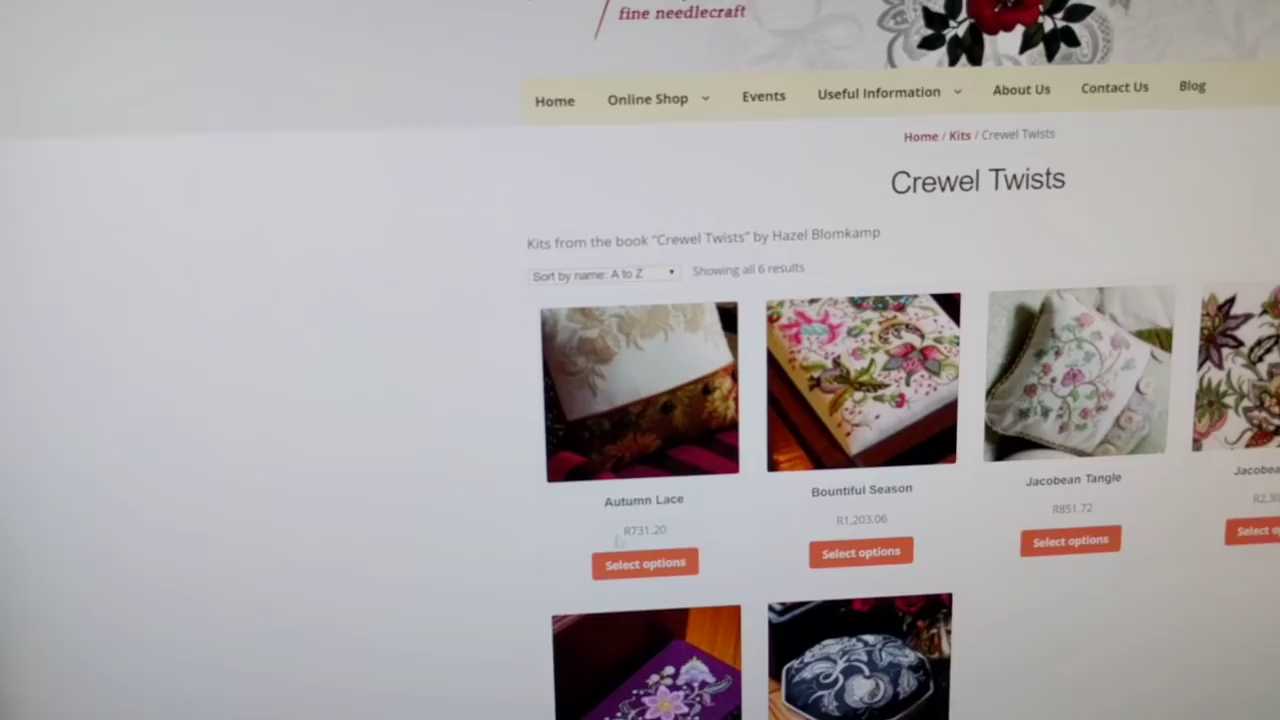 fine needlecraft
Home Online Shop Events Useful Information About Us Contact Us Blog
Home / Kits / Crewel Twists
Crewel Twists
Kits from the book "Crewel Twists" by Hazel Blomkamp
Sort by name: A to Z Showing all 6 results
Autumn Lace Bountiful Season Jacobean Tangle
R731.20 R1,203.06 R851.72
Select options Select options Select options Select